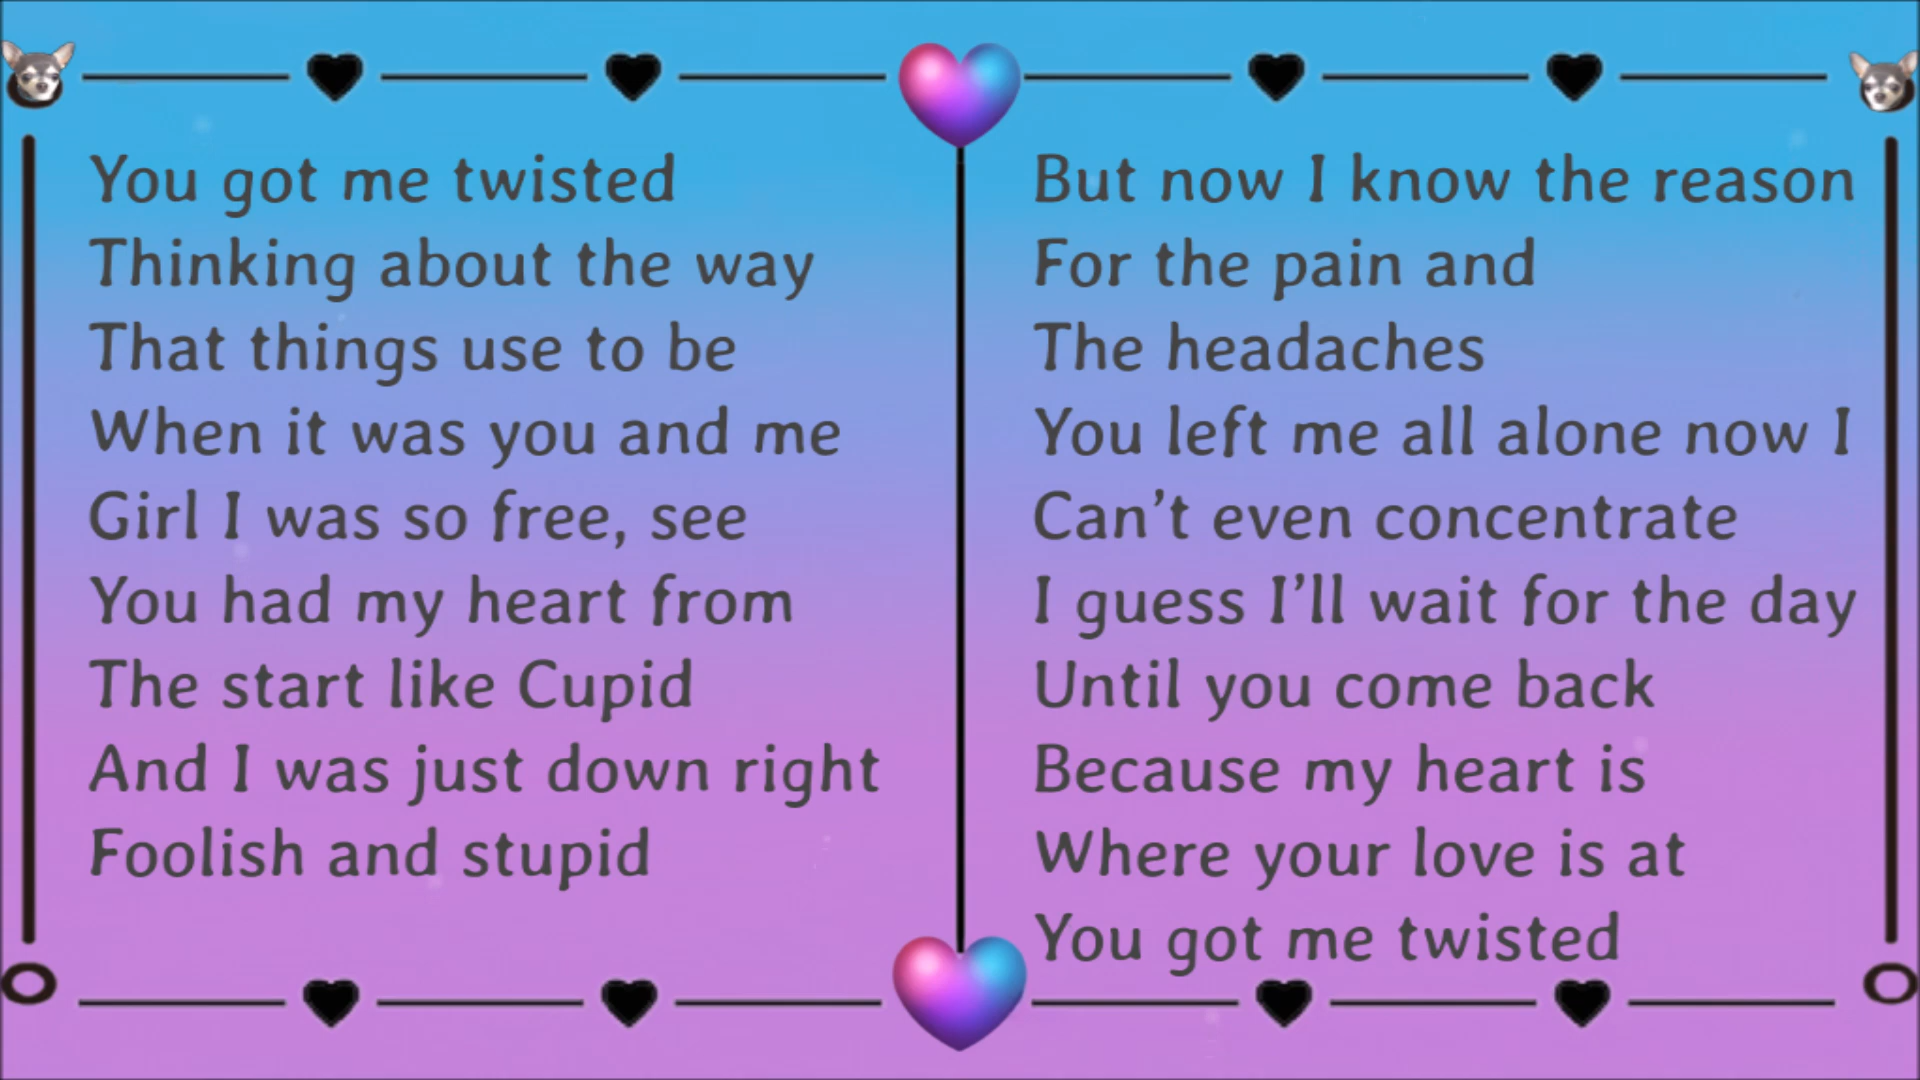 You got me twisted
Thinking about the way
That things use to be
When it was you and me
Girl I was so free, see
You had my heart from
The start like Cupid
And I was just down right
Foolish and stupid
But now I know the reason
For the pain and
The headaches
You left me all alone now I
Can’t even concentrate
I guess I’ll wait for the day
Until you come back
Because my heart is
Where your love is at
You got me twisted